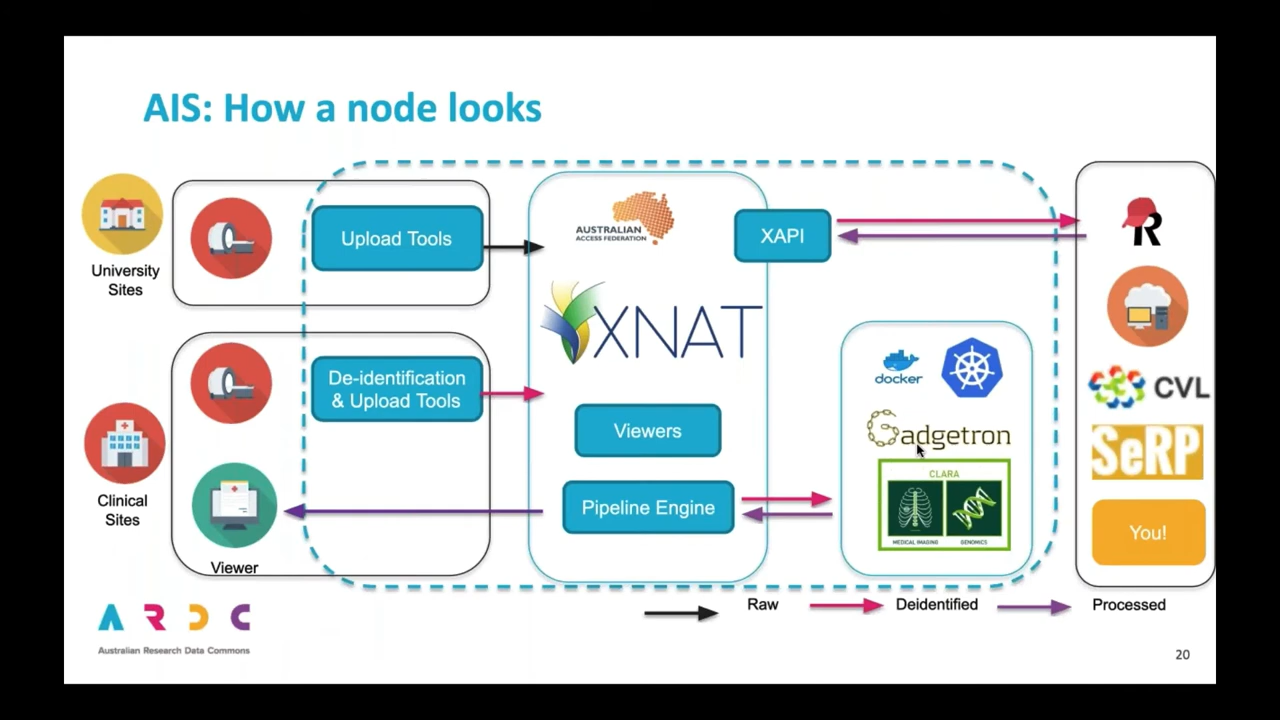 AIS: How a node looks
University
Sites
Upload Tools
AUSTRALIAN
ACCESS FEDERATION
XAPI
R
XNAT
De-identification
& Upload Tools
docker
CVL
Viewers
Gadgetron
SeRP
CLARA
MEDICAL IMAGING
GENOMICS
Clinical
Sites
Pipeline Engine
You!
Viewer
Raw
Deidentified
Processed
ARDC
Australian Research Data Commons
20